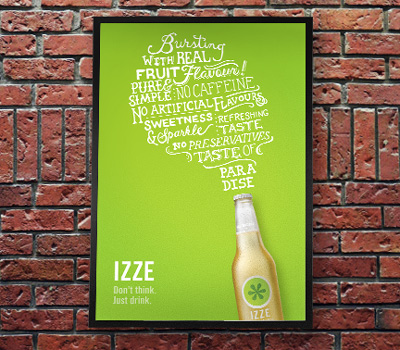 Bursting
WITH REAL
FRUIT Flavour!
PURE &
SIMPLE: NO CAFFEINE
NO ARTIFICIAL FLAVOURS
SWEETNESS REFRESHING
& Sparkle TASTE
NO PRESERVATIVES
TASTE OF
PARA
DISE
IZZE
Don't think.
Just drink.
IZZE